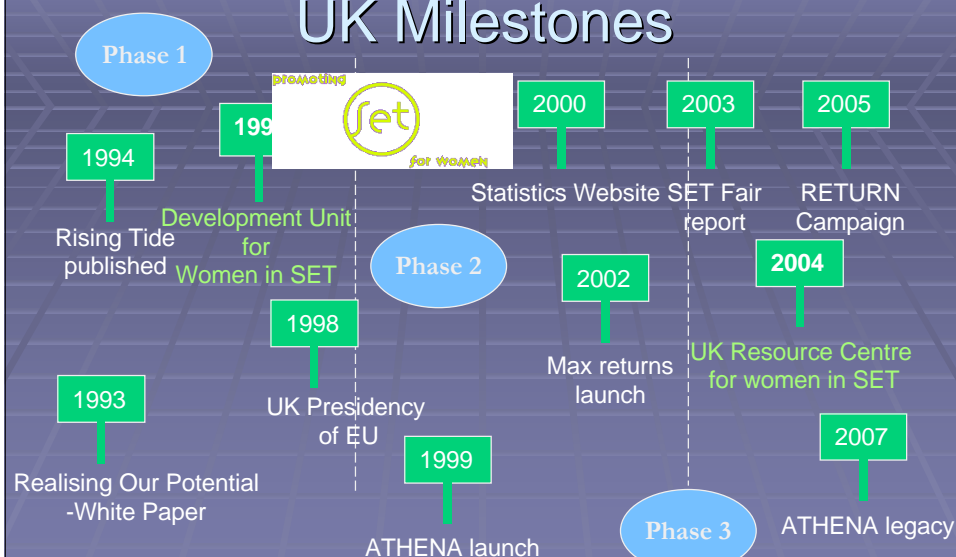 UK Milestones
Phase 1
promoting
set
for women
1994
Rising Tide
published
199
Development Unit
for
Women in SET
2000
Statistics Website
2003
SET Fair
report
2005
RETURN
Campaign
Phase 2
1998
UK Presidency
of EU
2002
Max returns
launch
2004
UK Resource Centre
for women in SET
1993
Realising Our Potential
-White Paper
1999
ATHENA launch
Phase 3
2007
ATHENA legacy